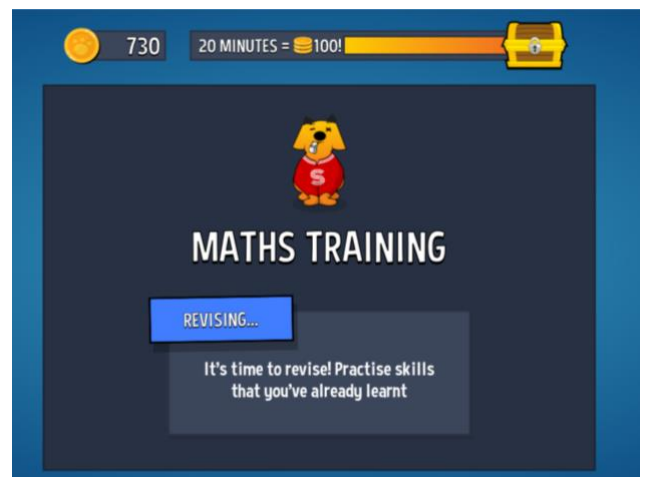 730
20 MINUTES = 100!
S
MATHS TRAINING
REVISING...
It's time to revise! Practise skills
that you've already learnt